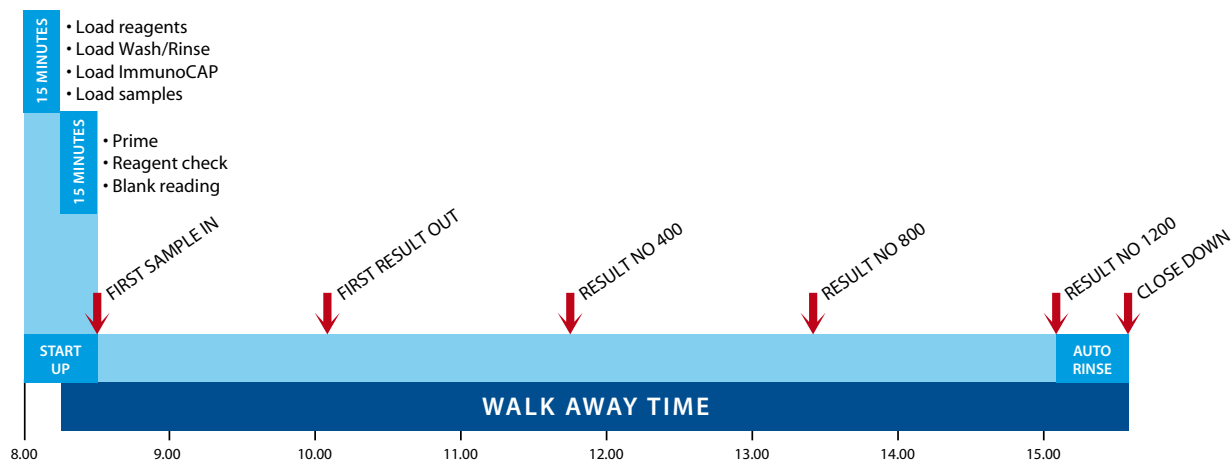 15 MINUTES
• Load reagents
• Load Wash/Rinse
• Load ImmunoCAP
• Load samples
15 MINUTES
• Prime
• Reagent check
• Blank reading
FIRST SAMPLE IN
FIRST RESULT OUT
RESULT NO 400
RESULT NO 800
RESULT NO 1200
CLOSE DOWN
START
UP
AUTO
RINSE
WALK AWAY TIME
8.00
9.00
10.00
11.00
12.00
13.00
14.00
15.00